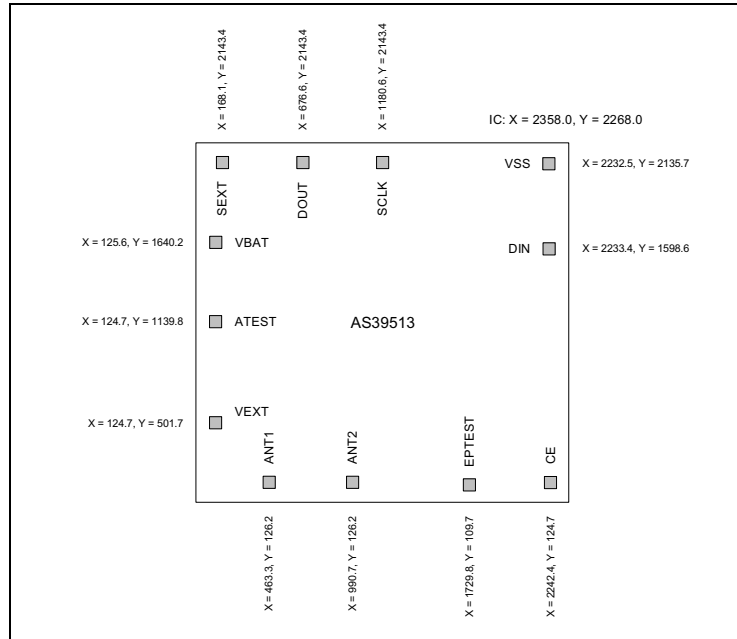 X = 168.1, Y = 2143.4
X = 676.6, Y = 2143.4
X = 1180.6, Y = 2143.4
IC: X = 2358.0, Y = 2268.0
SEXT
DOUT
SCLK
VSS
X = 2232.5, Y = 2135.7
X = 125.6, Y = 1640.2
VBAT
DIN
X = 2233.4, Y = 1598.6
X = 124.7, Y = 1139.8
ATEST
AS39513
X = 124.7, Y = 501.7
VEXT
ANT1
ANT2
EPTEST
CE
X = 463.3, Y = 126.2
X = 990.7, Y = 126.2
X = 1729.8, Y = 109.7
X = 2242.4, Y = 124.7